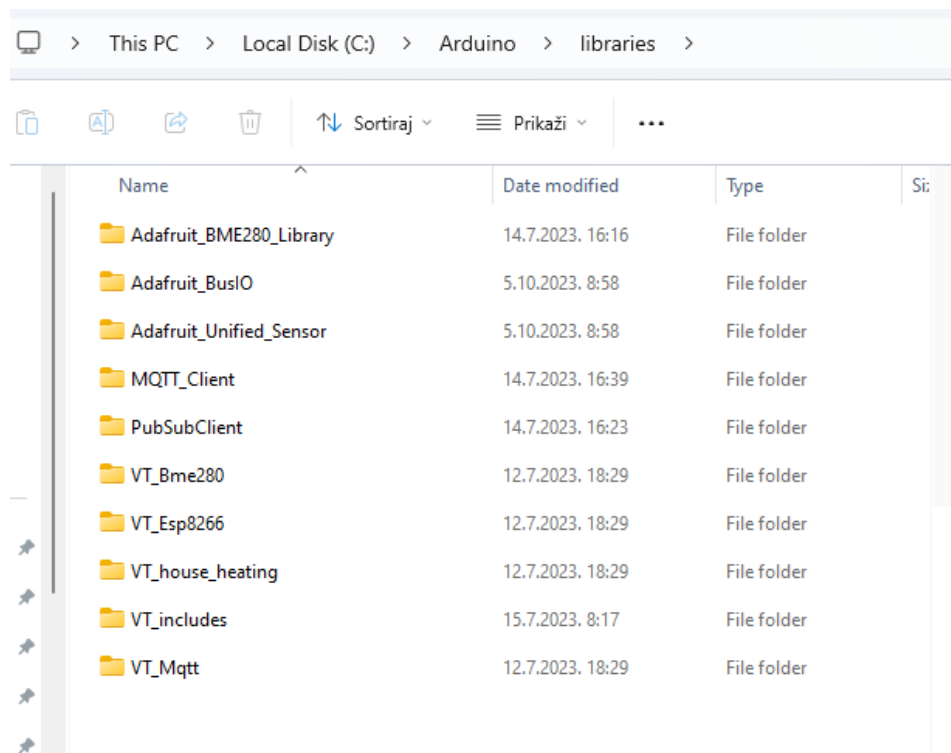 This PC > Local Disk (C:) > Arduino > libraries >
Sortiraj Prikaži
Name Date modified Type Siz
Adafruit_BME280_Library 14.7.2023. 16:16 File folder
Adafruit_BusIO 5.10.2023. 8:58 File folder
Adafruit_Unified_Sensor 5.10.2023. 8:58 File folder
MQTT_Client 14.7.2023. 16:39 File folder
PubSubClient 14.7.2023. 16:23 File folder
VT_Bme280 12.7.2023. 18:29 File folder
VT_Esp8266 12.7.2023. 18:29 File folder
VT_house_heating 12.7.2023. 18:29 File folder
VT_includes 15.7.2023. 8:17 File folder
VT_Mqtt 12.7.2023. 18:29 File folder